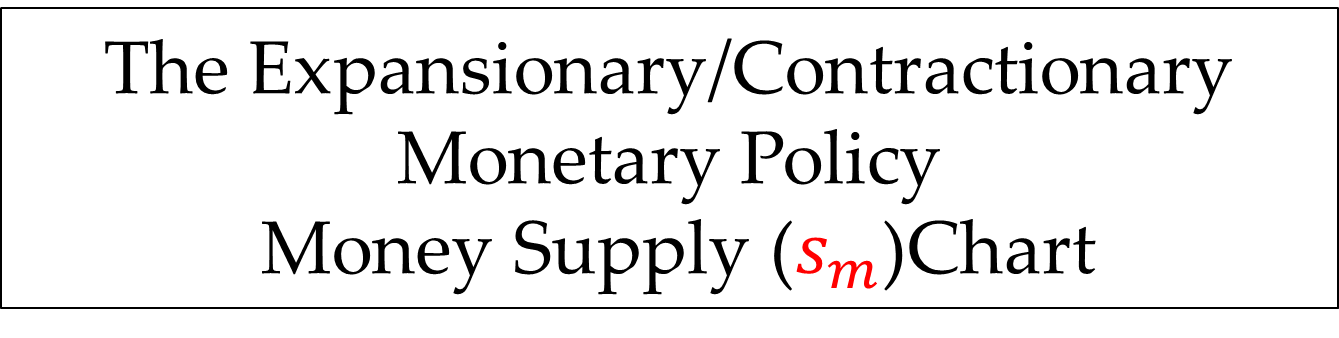 The Expansionary/Contractionary
Monetary Policy
Money Supply (𝑠ₘ)Chart